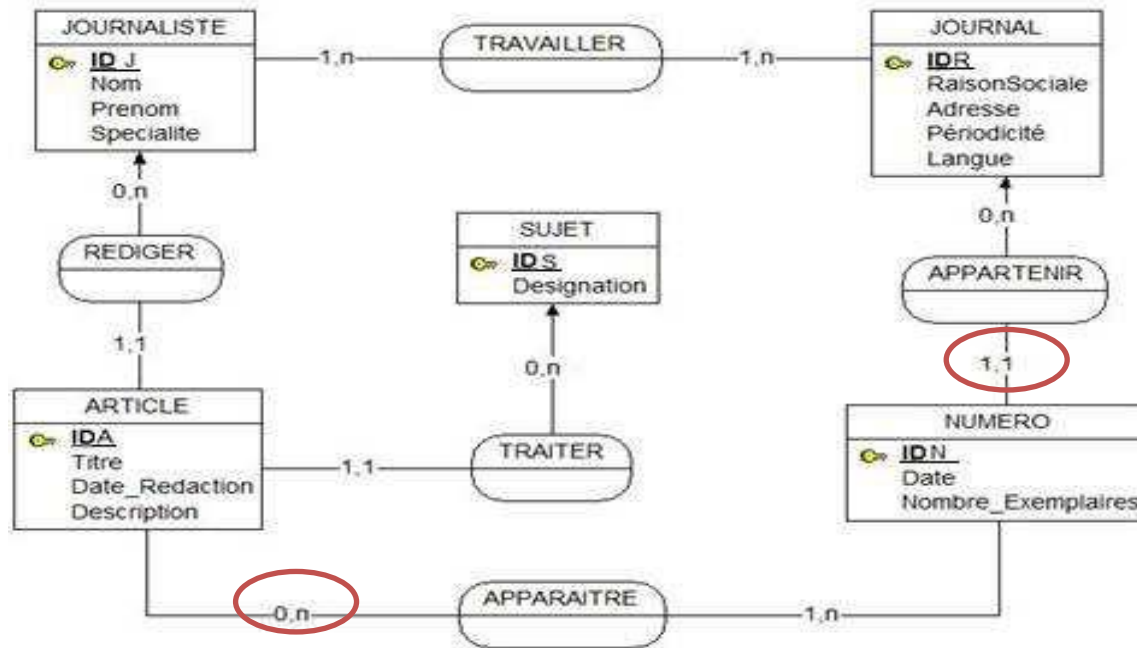 JOURNALISTE
ID J
Nom
Prenom
Specialite
1,n
TRAVAILLER
1,n
JOURNAL
IDR
RaisonSociale
Adresse
Périodicité
Langue
0,n
REDIGER
1,1
SUJET
IDS
Designation
0,n
APPARTENIR
1,1
0,n
ARTICLE
IDA
Titre
Date_Redaction
Description
1,1
TRAITER
NUMERO
IDN
Date
Nombre_Exemplaires
0,n
APPARAITRE
1,n